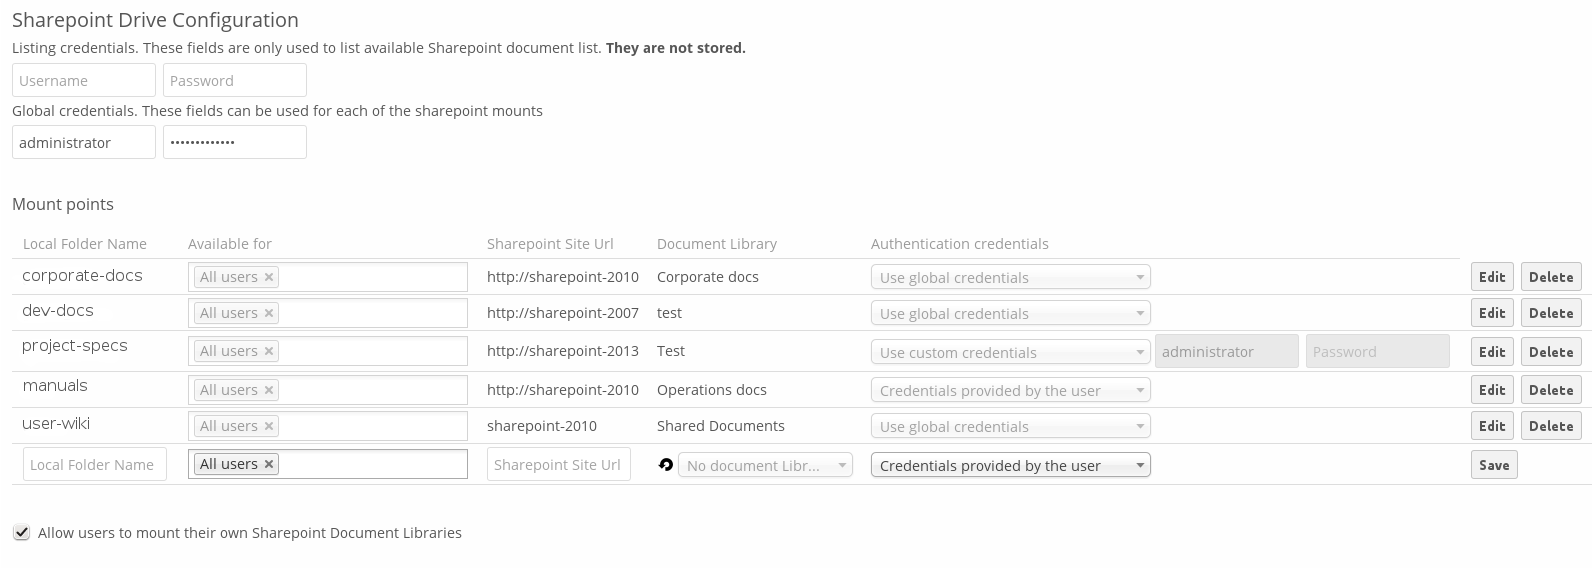 Sharepoint Drive Configuration
Listing credentials. These fields are only used to list available Sharepoint document list. They are not stored.
Username Password
Global credentials. These fields can be used for each of the sharepoint mounts
administrator •••••••••••••
Mount points
Local Folder Name Available for Sharepoint Site Url Document Library Authentication credentials
corporate-docs All users × http://sharepoint-2010 Corporate docs Use global credentials Edit Delete
dev-docs All users × http://sharepoint-2007 test Use global credentials Edit Delete
project-specs All users × http://sharepoint-2013 Test Use custom credentials administrator Password Edit Delete
manuals All users × http://sharepoint-2010 Operations docs Credentials provided by the user Edit Delete
user-wiki All users × sharepoint-2010 Shared Documents Use global credentials Edit Delete
Local Folder Name All users × Sharepoint Site Url No document Libr... Credentials provided by the user Save
Allow users to mount their own Sharepoint Document Libraries